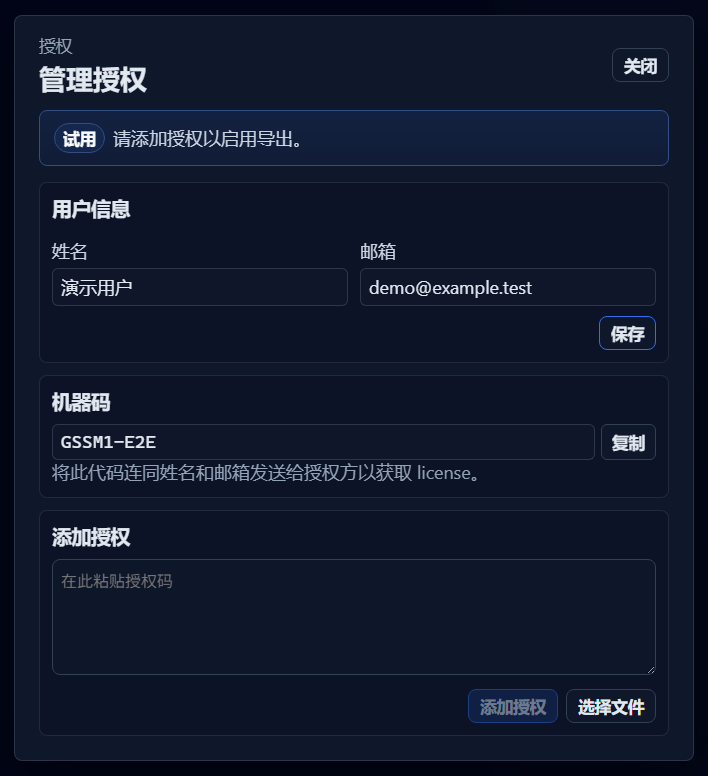 授权
管理授权
关闭
试用 请添加授权以启用导出。
用户信息
姓名
邮箱
演示用户
demo@example.test
保存
机器码
GSSM1-E2E
复制
将此代码连同姓名和邮箱发送给授权方以获取 license。
添加授权
在此粘贴授权码
添加授权
选择文件